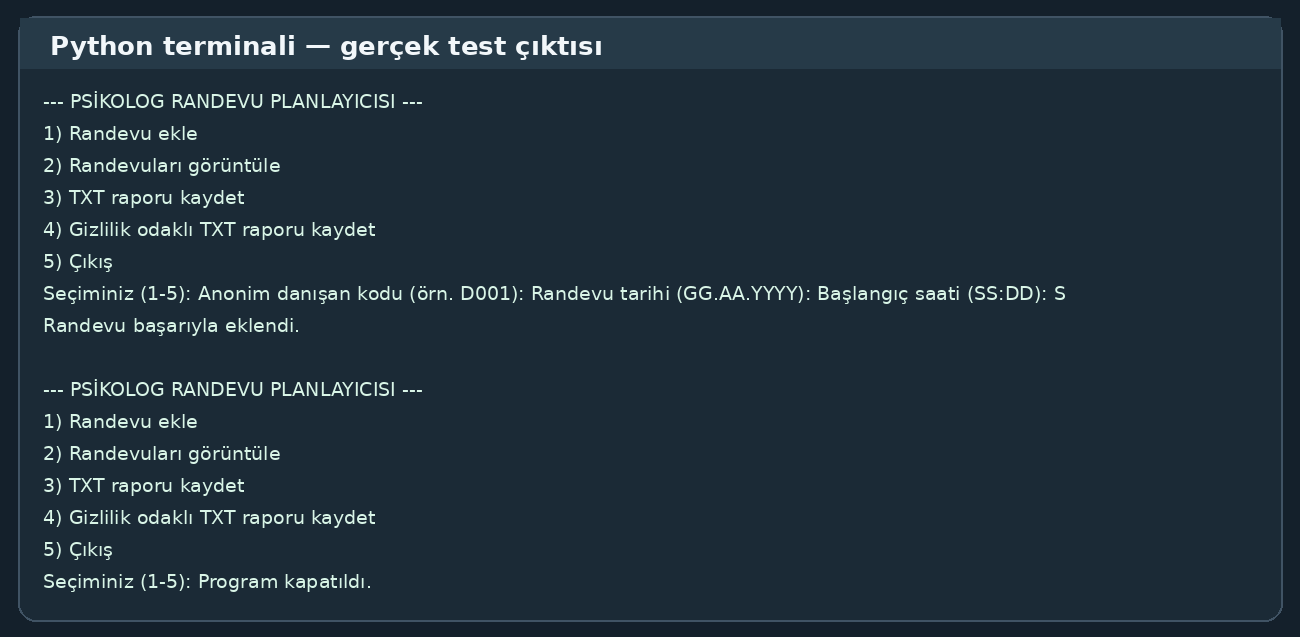 Python terminali — gerçek test çıktısı
--- PSİKOLOG RANDEVU PLANLAYICISI ---
1) Randevu ekle
2) Randevuları görüntüle
3) TXT raporu kaydet
4) Gizlilik odaklı TXT raporu kaydet
5) Çıkış
Seçiminiz (1-5): Anonim danışan kodu (örn. D001): Randevu tarihi (GG.AA.YYYY): Başlangıç saati (SS:DD): S
Randevu başarıyla eklendi.
--- PSİKOLOG RANDEVU PLANLAYICISI ---
1) Randevu ekle
2) Randevuları görüntüle
3) TXT raporu kaydet
4) Gizlilik odaklı TXT raporu kaydet
5) Çıkış
Seçiminiz (1-5): Program kapatıldı.